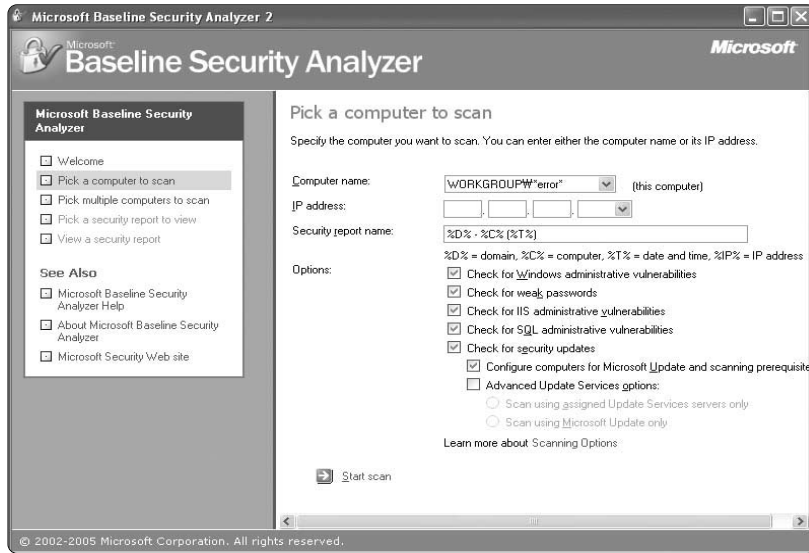 Microsoft Baseline Security Analyzer 2
Microsoft
Baseline Security Analyzer
Microsoft
Microsoft Baseline Security
Analyzer
Welcome
Pick a computer to scan
Pick multiple computers to scan
Pick a security report to view
View a security report
See Also
Microsoft Baseline Security
Analyzer Help
About Microsoft Baseline Security
Analyzer
Microsoft Security Web site
Pick a computer to scan
Specify the computer you want to scan. You can enter either the computer name or its IP address.
Computer name:
WORKGROUP₩"error"
(this computer)
IP address:
Security report name:
%D% - %C% (%T%)
%D% = domain, %C% = computer, %T% = date and time, %IP% = IP address
Options:
Check for Windows administrative vulnerabilities
Check for weak passwords
Check for IIS administrative vulnerabilities
Check for SQL administrative vulnerabilities
Check for security updates
Configure computers for Microsoft Update and scanning prerequisite
Advanced Update Services options:
Scan using assigned Update Services servers only
Scan using Microsoft Update only
Learn more about Scanning Options
Start scan
© 2002-2005 Microsoft Corporation. All rights reserved.